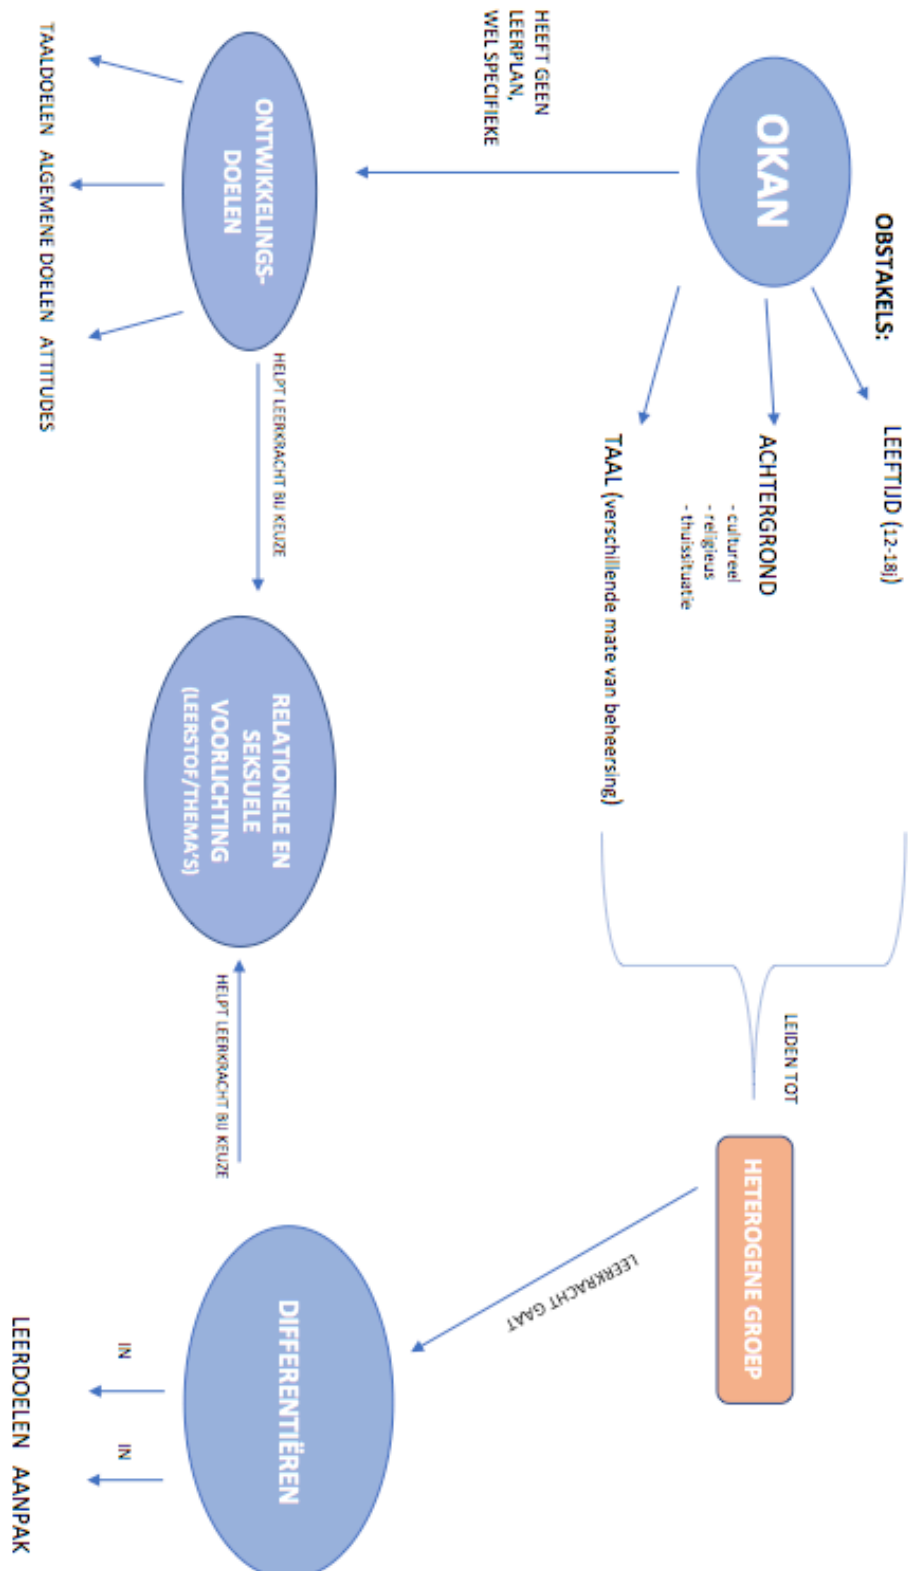 OBSTAKELS:
OKAN
LEEFTIJD (12-18j)
ACHTERGROND
- cultureel
- religieus
- thuissituatie
TAAL (verschillende mate van beheersing)
LEIDEN TOT
HETEROGENE GROEP
HEEFT GEEN
LEERPLAN,
WEL SPECIFIEKE
LEERKRACHT GAAT
ONTWIKKELINGS-
DOELEN
HELPT LEERKRACHT BIJ KEUZE
RELATIONELE EN
SEKSUELE
VOORLICHTING
(LEERSTOF/THEMA'S)
HELPT LEERKRACHT BIJ KEUZE
DIFFERENTIËREN
TAALDOELEN ALGEMENE DOELEN ATTITUDES
IN IN
LEERDOELEN AANPAK